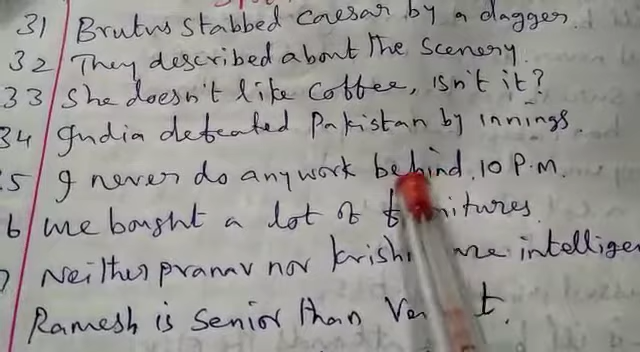 31 Brutus stabbed Caesar by a dagger.
32 They described about the scenery.
33 She doesn't like coffee, isn't it?
34 India defeated Pakistan by innings.
5 I never do any work behind 10 P.M.
6 We bought a lot of
Neither Pranav nor are
Ramesh is senior than